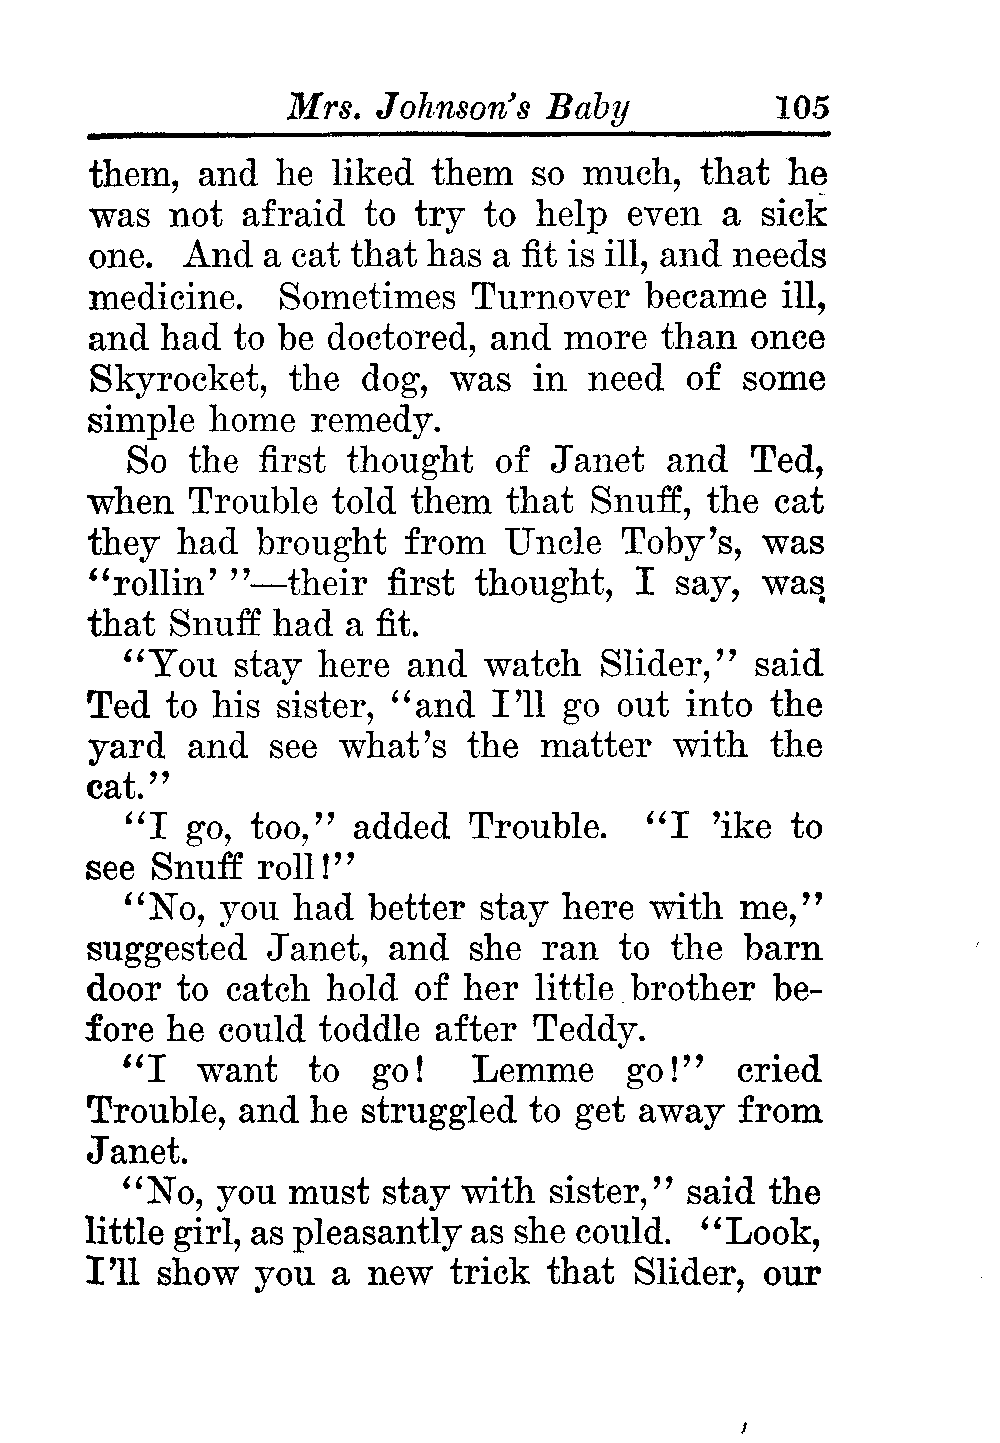 Mrs. Johnson's Baby 105
them, and he liked them so much, that he
was not afraid to try to help even a sick
one. And a cat that has a fit is ill, and needs
medicine. Sometimes Turnover became ill,
and had to be doctored, and more than once
Skyrocket, the dog, was in need of some
simple home remedy.
So the first thought of Janet and Ted,
when Trouble told them that Snuff, the cat
they had brought from Uncle Toby's, was
“rollin' ”—their first thought, I say, was
that Snuff had a fit.
“You stay here and watch Slider,” said
Ted to his sister, “and I'll go out into the
yard and see what's the matter with the
cat.”
“I go, too,” added Trouble. “I 'ike to
see Snuff roll!”
“No, you had better stay here with me,”
suggested Janet, and she ran to the barn
door to catch hold of her little brother be-
fore he could toddle after Teddy.
“I want to go! Lemme go!” cried
Trouble, and he struggled to get away from
Janet.
“No, you must stay with sister,” said the
little girl, as pleasantly as she could. “Look,
I'll show you a new trick that Slider, our